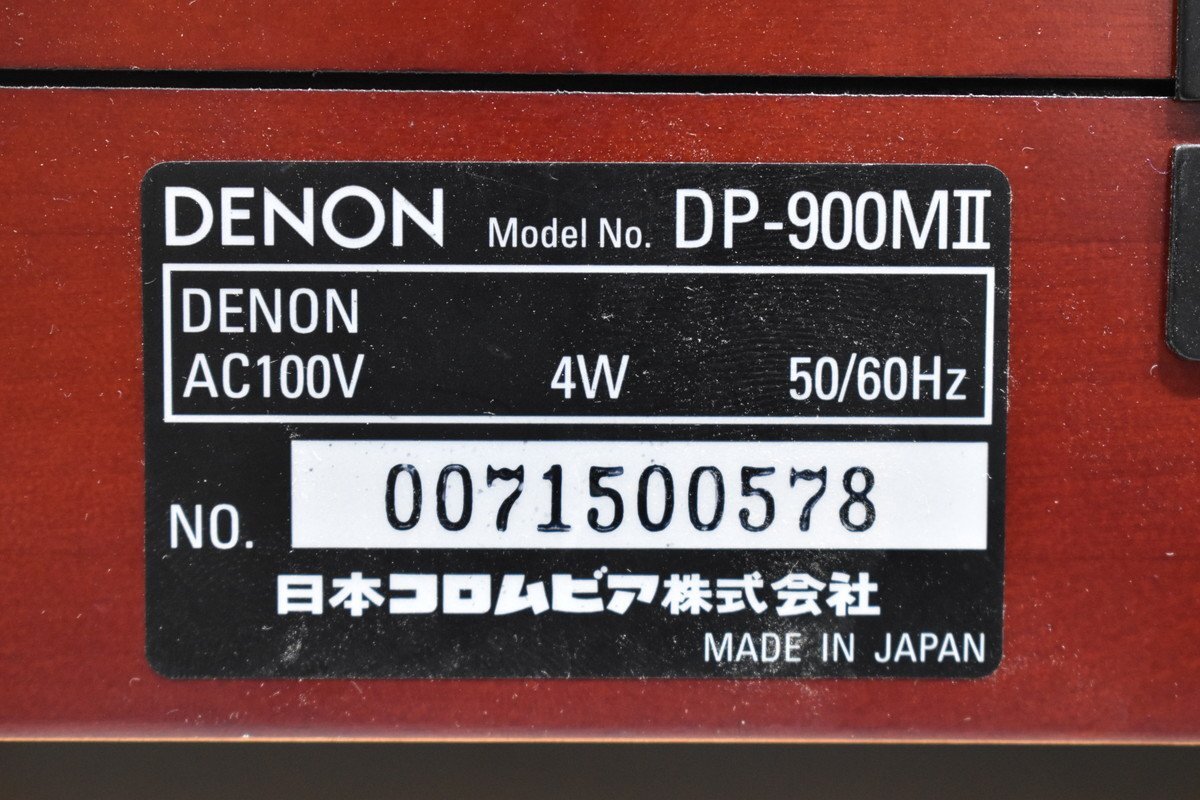 DENON Model No. DP-900MⅡ
DENON
AC100V 4W 50/60Hz
NO. 0071500578
日本コロムビア株式会社
MADE IN JAPAN